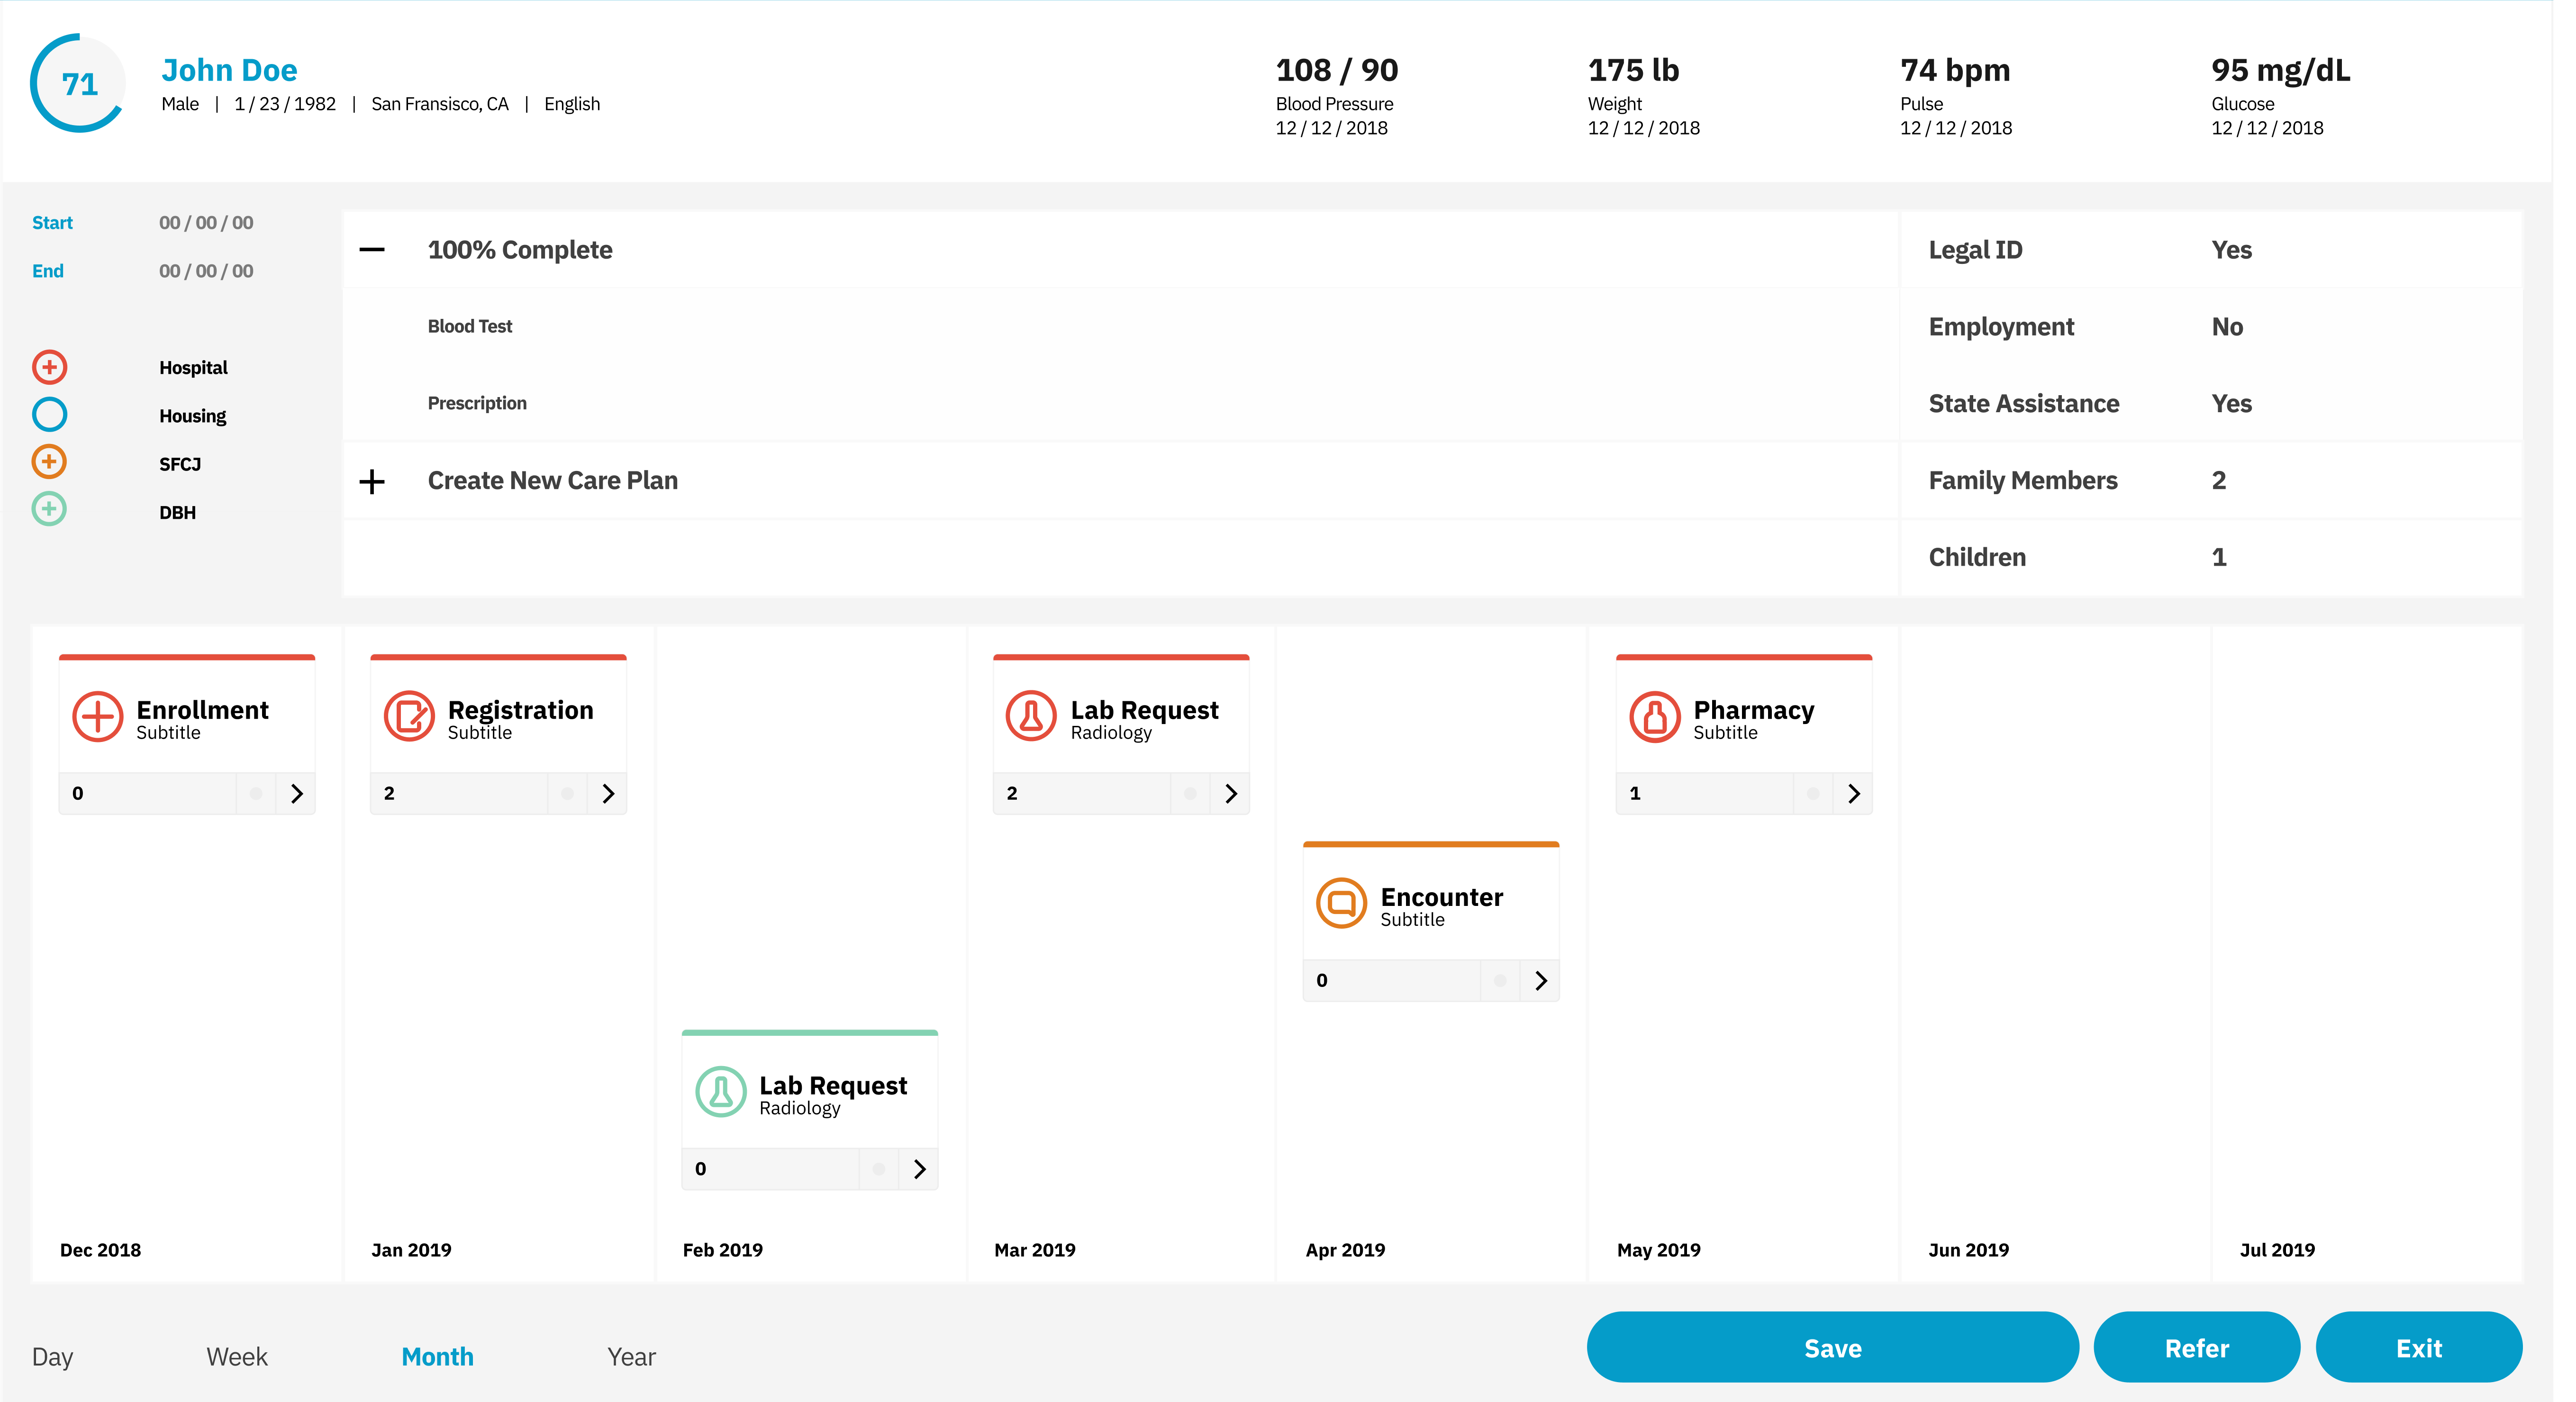 71
John Doe
Male | 1 / 23 / 1982 | San Fransisco, CA | English
108 / 90
Blood Pressure
12 / 12 / 2018
175 lb
Weight
12 / 12 / 2018
74 bpm
Pulse
12 / 12 / 2018
95 mg/dL
Glucose
12 / 12 / 2018
Start 00 / 00 / 00
End 00 / 00 / 00
Hospital
Housing
SFCJ
DBH
100% Complete
Blood Test
Prescription
Create New Care Plan
Legal ID Yes
Employment No
State Assistance Yes
Family Members 2
Children 1
Enrollment
Subtitle
0
Registration
Subtitle
2
Lab Request
Radiology
0
Lab Request
Radiology
2
Encounter
Subtitle
0
Pharmacy
Subtitle
1
Dec 2018 Jan 2019 Feb 2019 Mar 2019 Apr 2019 May 2019 Jun 2019 Jul 2019
Day Week Month Year
Save Refer Exit